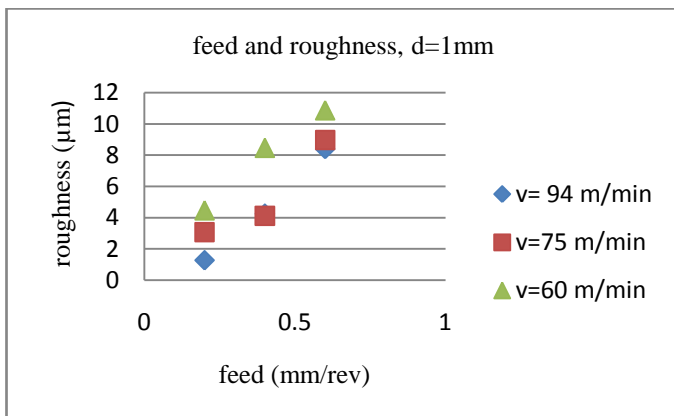 feed and roughness, d=1mm
roughness (µm)
12
10
8
6
4
2
0
0
0.5
1
feed (mm/rev)
v= 94 m/min
v=75 m/min
v=60 m/min